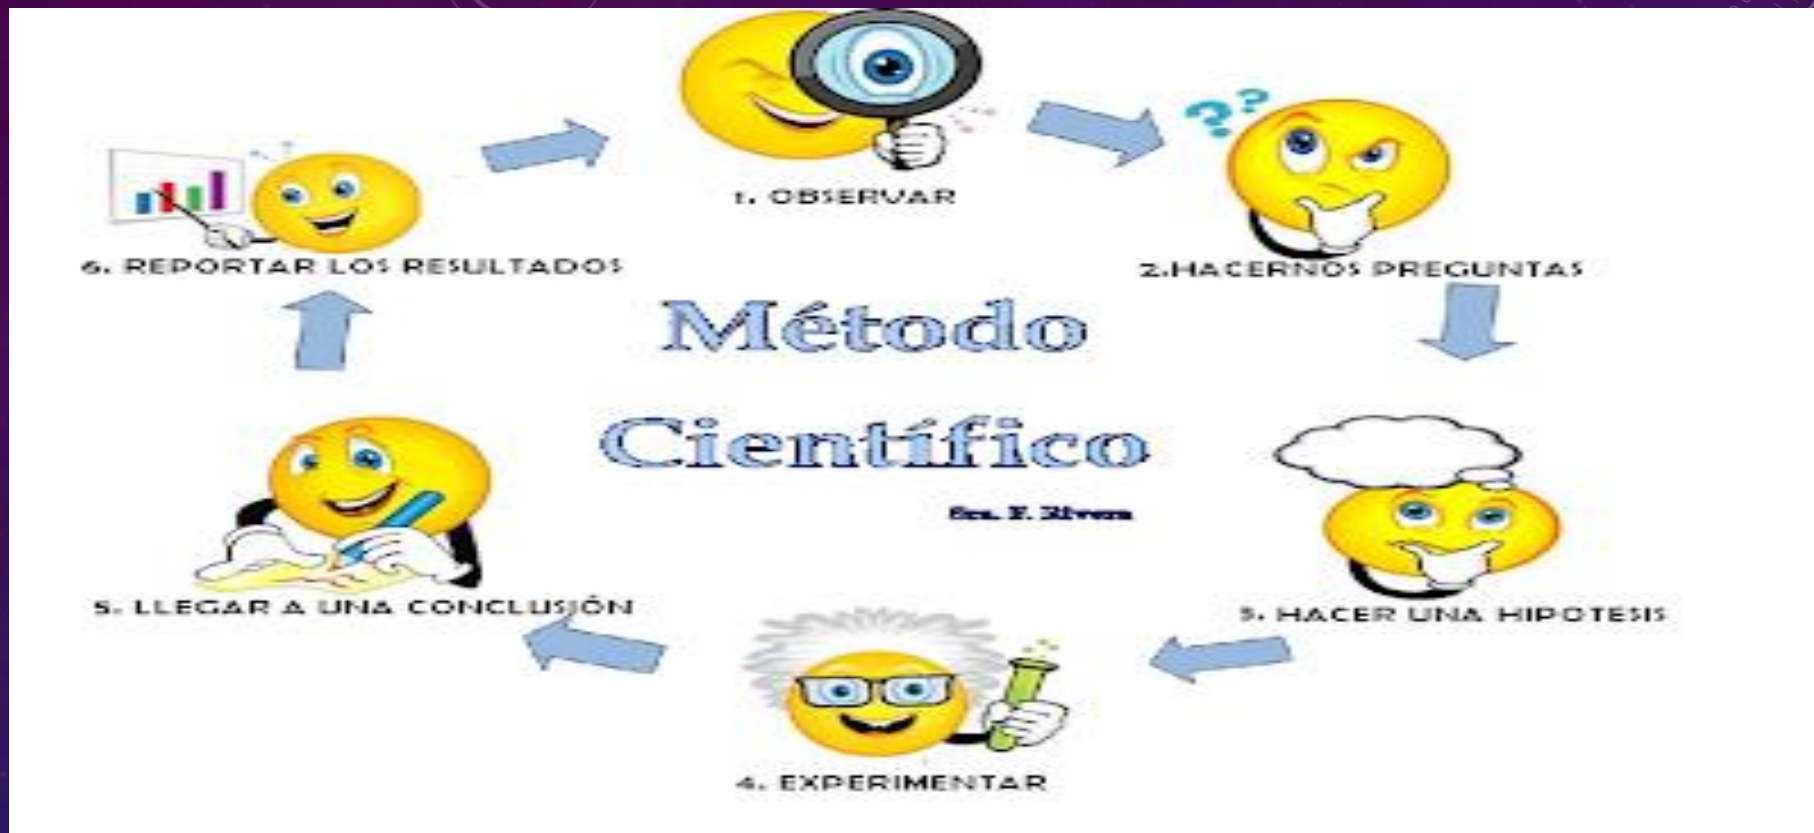 1. OBSERVAR
2.HACERNOS PREGUNTAS
3. HACER UNA HIPOTESIS
4. EXPERIMENTAR
5. LLEGAR A UNA CONCLUSIÓN
6. REPORTAR LOS RESULTADOS
Método
Científico
Sra. F.